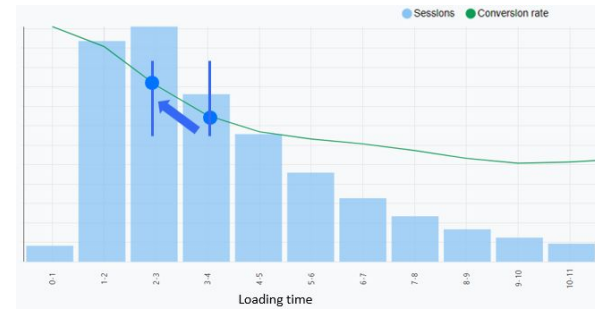 Sessions Conversion rate
0-1 1-2 2-3 3-4 4-5 5-6 6-7 7-8 8-9 9-10 10-11
Loading time